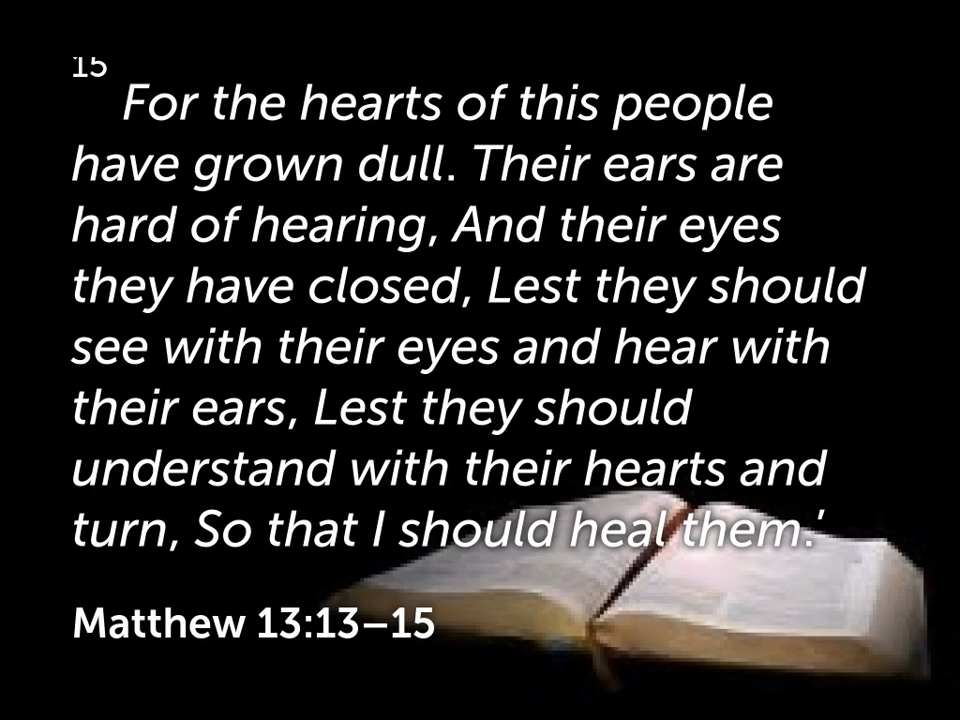 15
For the hearts of this people
have grown dull. Their ears are
hard of hearing, And their eyes
they have closed, Lest they should
see with their eyes and hear with
their ears, Lest they should
understand with their hearts and
turn, So that I should heal them.’
Matthew 13:13–15